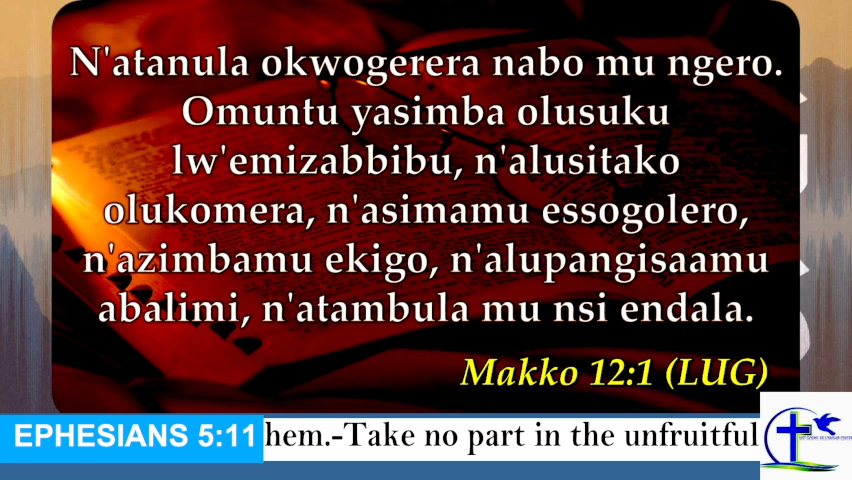 N'atanula okwogerera nabo mu ngero.
Omuntu yasimba olusuku
lw'emizabbibu, n'alusitako
olukomera, n'asimamu essogolero,
n'azimbamu ekigo, n'alupangisaamu
abalimi, n'atambula mu nsi endala.
Makko 12:1 (LUG)
EPHESIANS 5:11 hem.-Take no part in the unfruitful